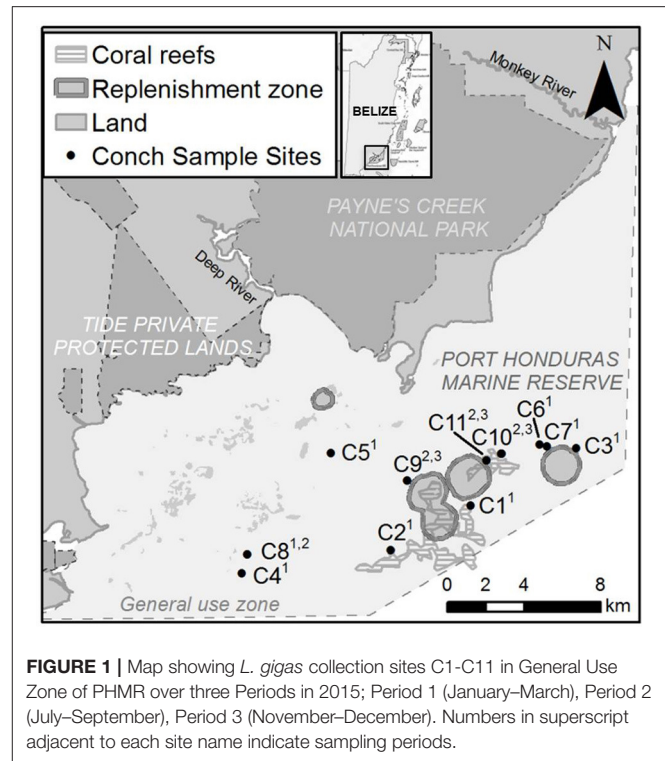 Coral reefs
Replenishment zone
Land
Conch Sample Sites
BELIZE
N
Monkey River
PAYNE'S CREEK
NATIONAL PARK
Deep River
TIDE PRIVATE
PROTECTED LANDS
PORT HONDURAS
MARINE RESERVE
C6¹
C11²,³
C10²,³
C7¹
C3¹
C5¹
C9²,³
C1¹
C2¹
C8¹,²
C4¹
General use zone
0 2 4 8
km
FIGURE 1 | Map showing L. gigas collection sites C1-C11 in General Use
Zone of PHMR over three Periods in 2015; Period 1 (January–March), Period 2
(July–September), Period 3 (November–December). Numbers in superscript
adjacent to each site name indicate sampling periods.